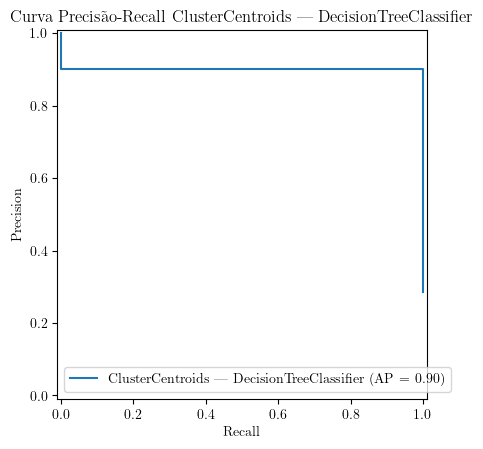 Curva Precisão-Recall ClusterCentroids — DecisionTreeClassifier
1.0
0.8
0.6
0.4
0.2
0.0
Precision
ClusterCentroids — DecisionTreeClassifier (AP = 0.90)
0.0 0.2 0.4 0.6 0.8 1.0
Recall